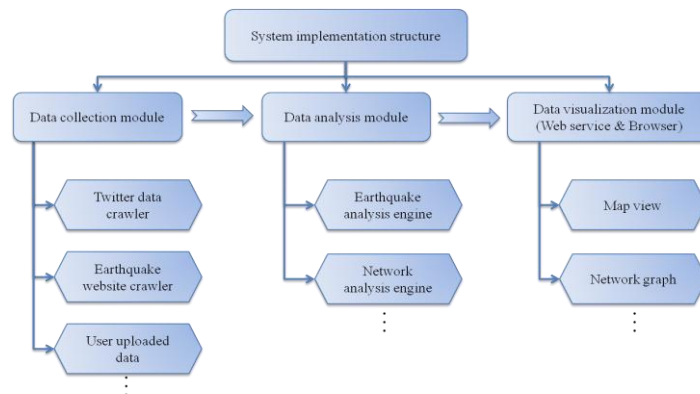 System implementation structure
Data collection module
Data analysis module
Data visualization module
(Web service & Browser)
Twitter data
crawler
Earthquake
website crawler
User uploaded
data
Earthquake
analysis engine
Network
analysis engine
Map view
Network graph